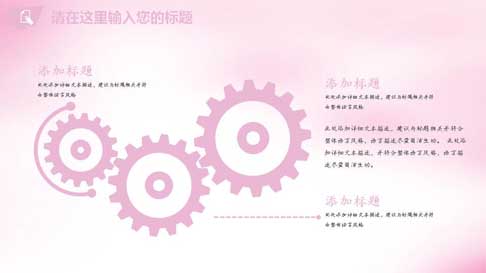 请在这里输入您的标题
添加标题
此处添加详细文本描述，建议与标题相关并符
合整体语言风格
添加标题
此处添加详细文本描述，建议与标题相关并符
合整体语言风格
此处添加详细文本描述，建议与标题相关并符合
整体语言风格，语言描述尽量简洁生动。此处添
加详细文本描述，并符合整体语言风格，语言描
述尽量简洁生动。
添加标题
此处添加详细文本描述，建议与标题相关并符
合整体语言风格